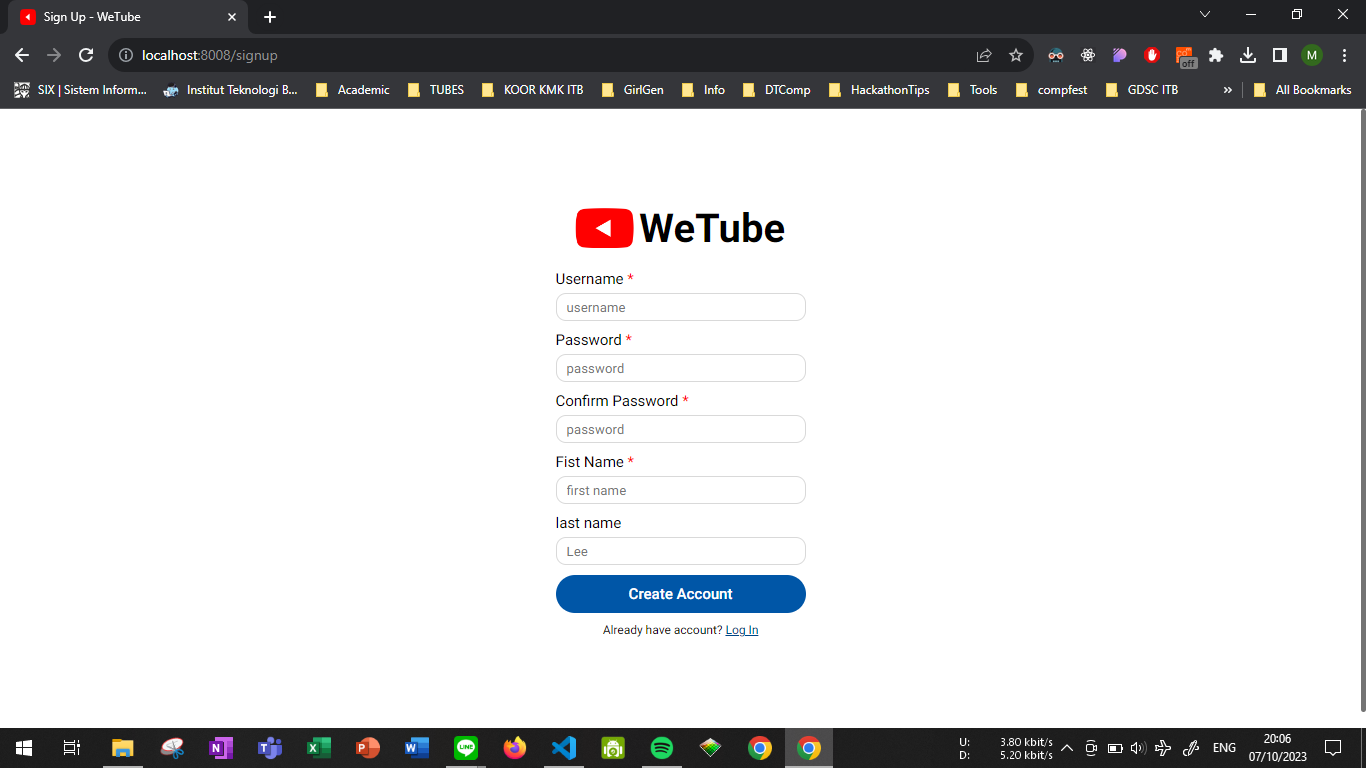 Sign Up - WeTube
localhost:8008/signup
off
M
SIX | Sistem Inform... Institut Teknologi B... Academic TUBES KOOR KMK ITB GirlGen Info DTComp HackathonTips Tools compfest GDSC ITB » All Bookmarks
WeTube
Username *
username
Password *
password
Confirm Password *
password
Fist Name *
first name
last name
Lee
Create Account
Already have account? Log In
U: 3.80 kbit/s
D: 5.20 kbit/s
ENG
20:06
07/10/2023